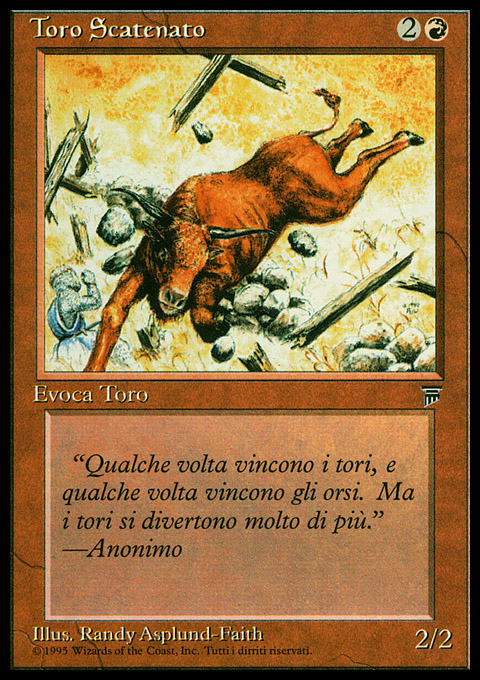 Toro Scatenato 2
Evoca Toro
“Qualche volta vincono i tori, e
qualche volta vincono gli orsi. Ma
i tori si divertono molto di più.”
—Anonimo
Illus. Randy Asplund-Faith
2/2
©1995 Wizards of the Coast, Inc. Tutti i dirriti riservati.